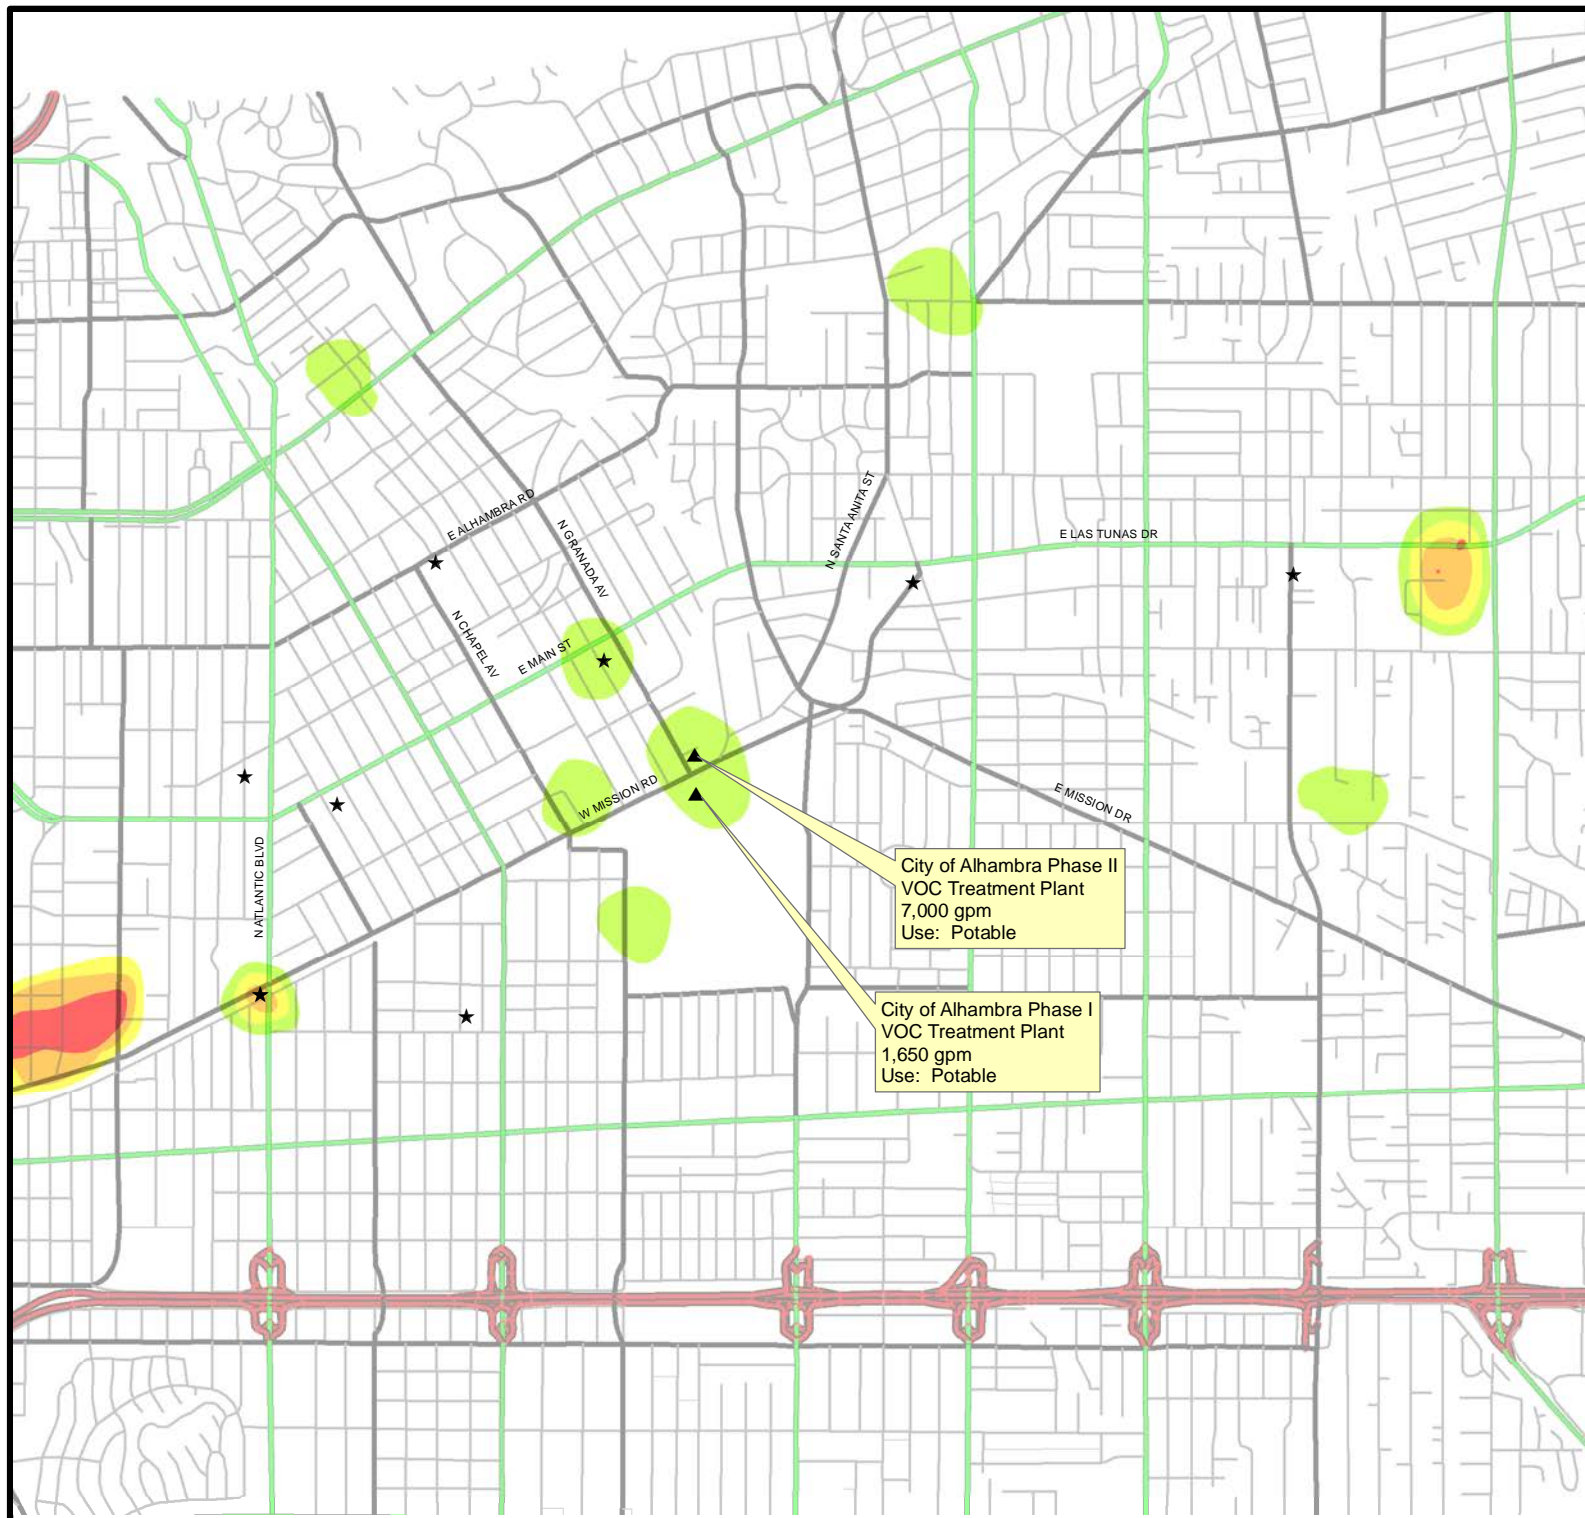 E ALHAMBRA RD
N GRANADA AV
N SANTA ANITA ST
E LAS TUNAS DR
N CHAPEL AV
E MAIN ST
W MISSION RD
E MISSION DR
N ATLANTIC BLVD
City of Alhambra Phase II
VOC Treatment Plant
7,000 gpm
Use:  Potable
City of Alhambra Phase I
VOC Treatment Plant
1,650 gpm
Use:  Potable